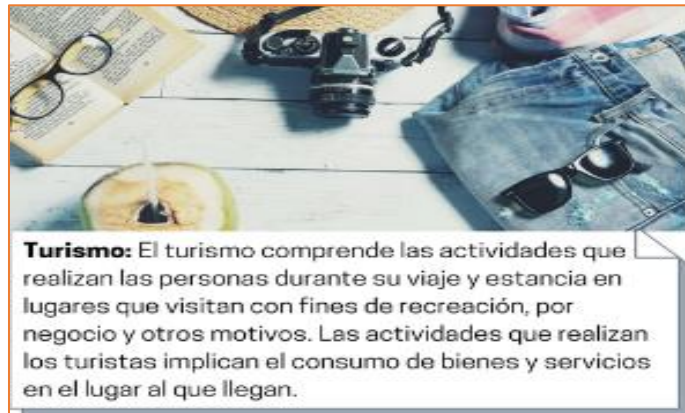 Turismo: El turismo comprende las actividades que
realizan las personas durante su viaje y estancia en
lugares que visitan con fines de recreación, por
negocio y otros motivos. Las actividades que realizan
los turistas implican el consumo de bienes y servicios
en el lugar al que llegan.